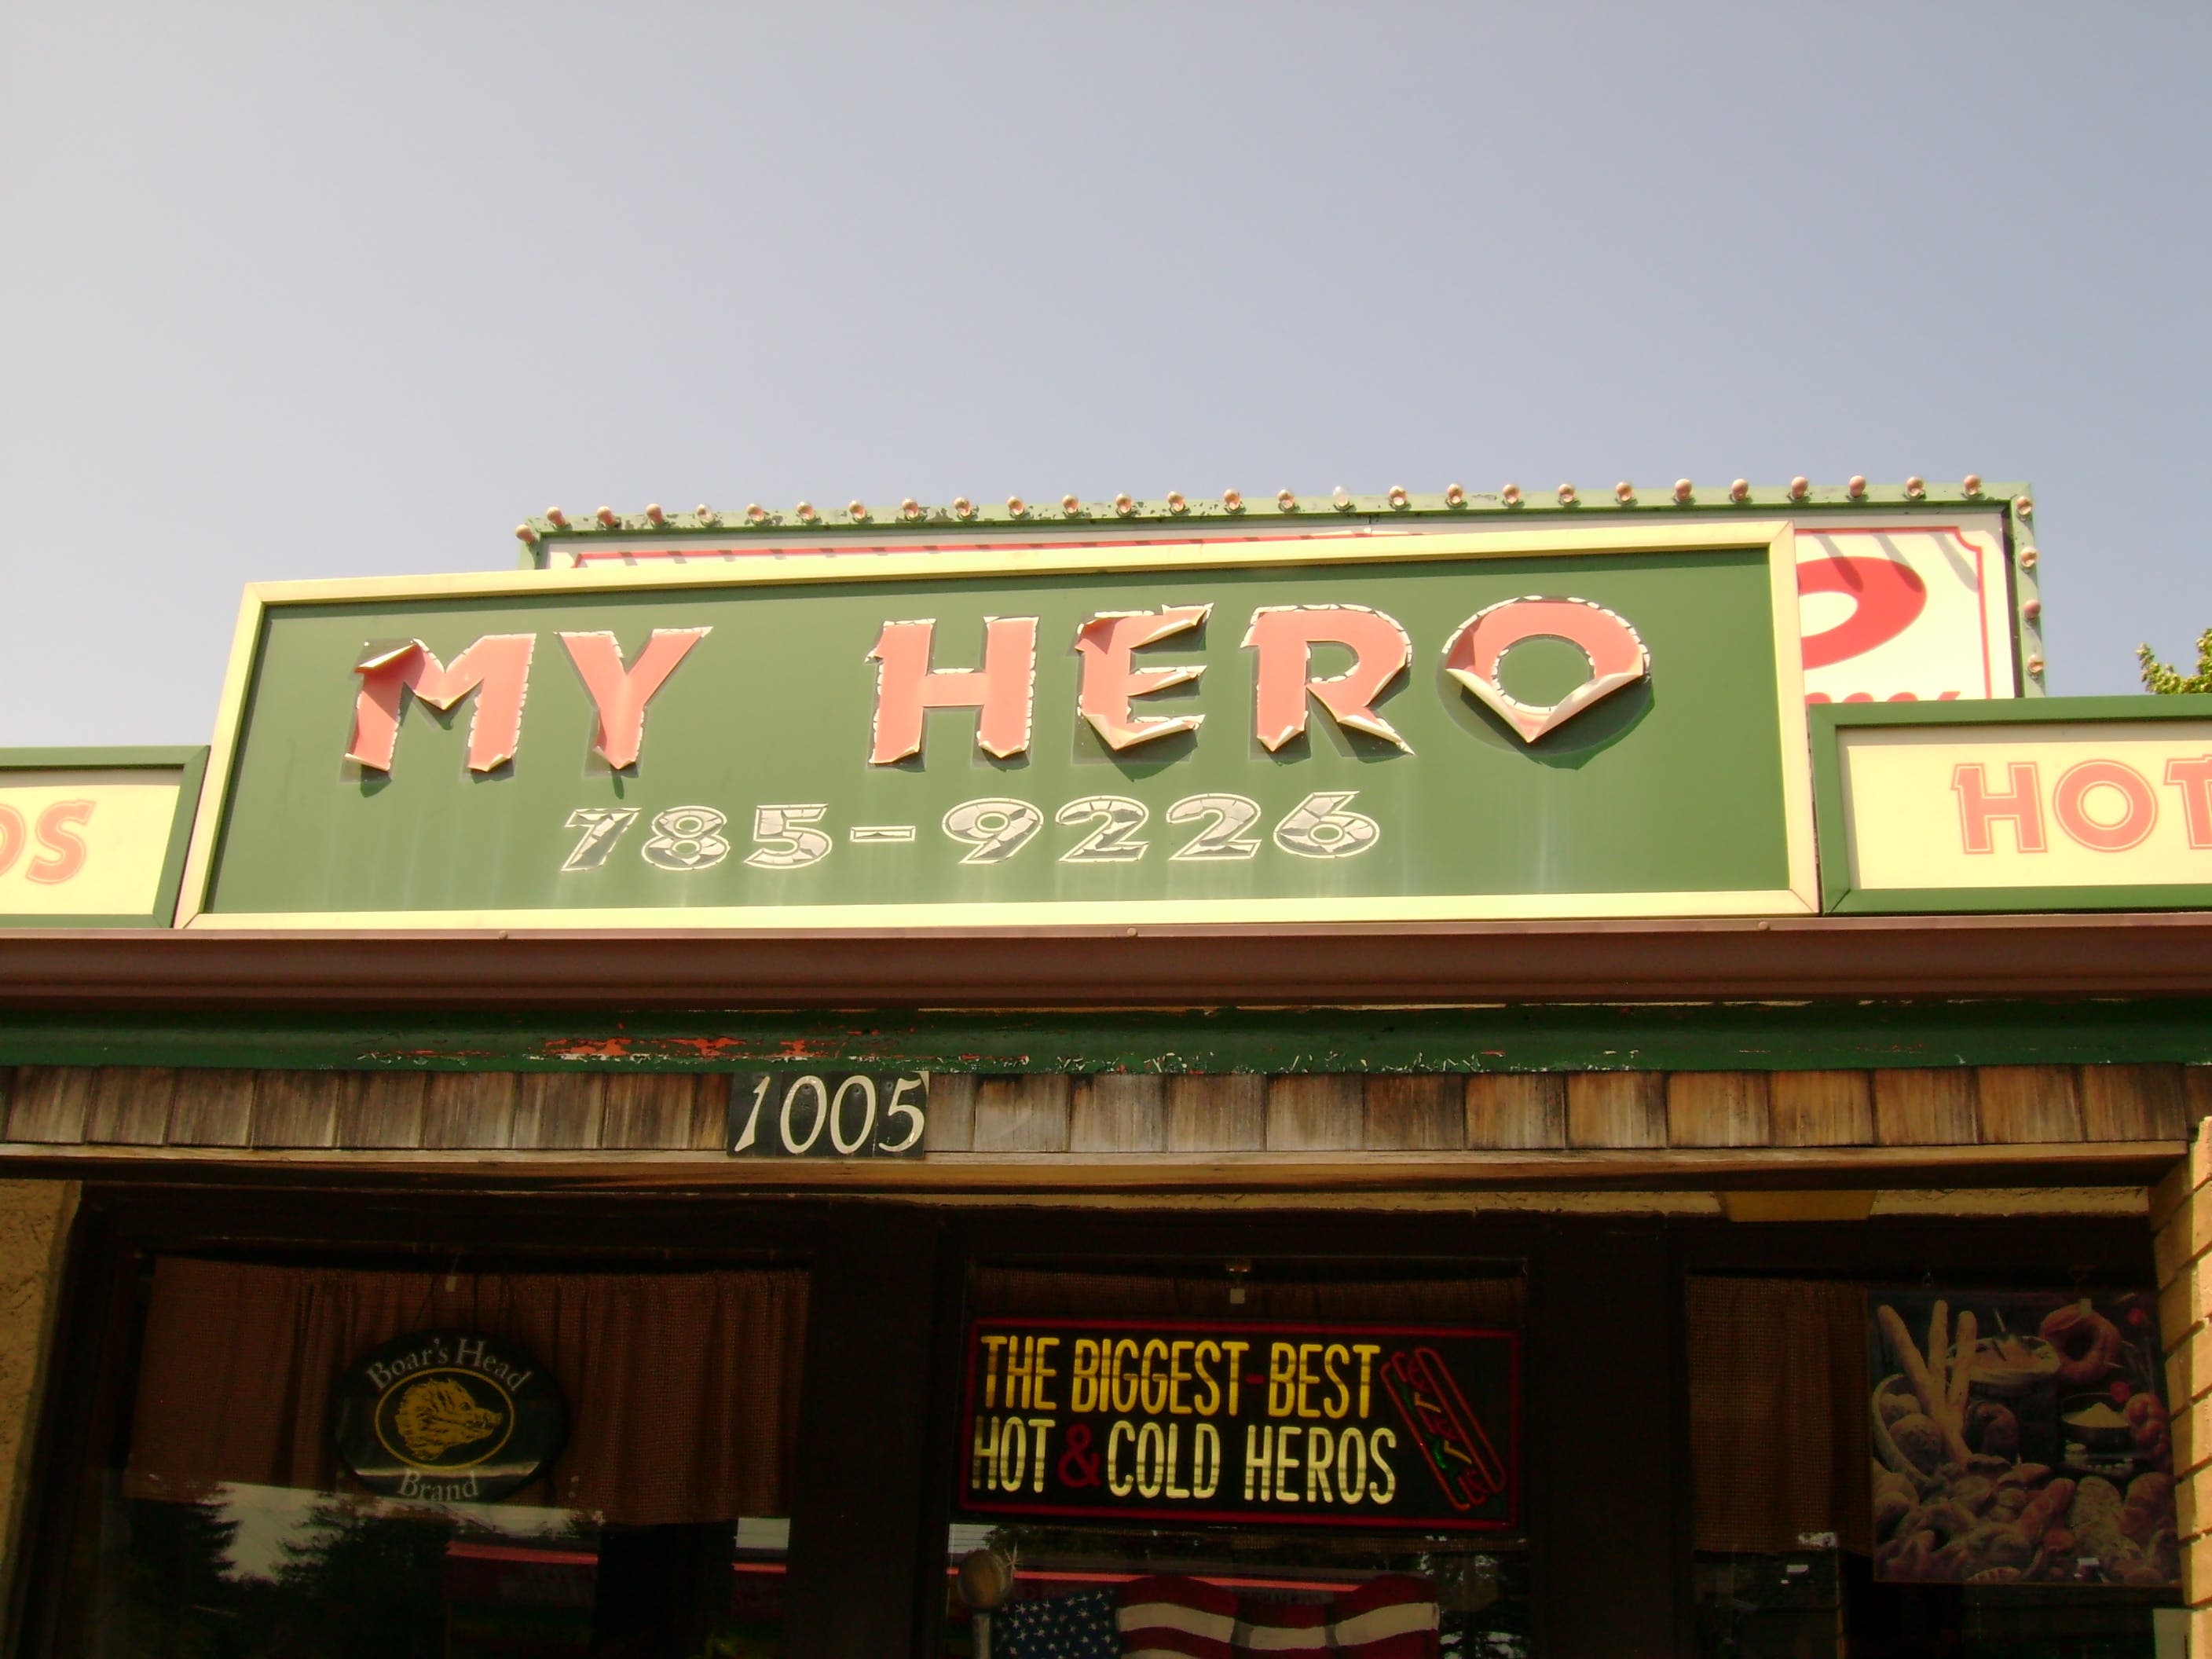 MY HERO
785-9226
OS
HOT
1005
Boar's Head
Brand
THE BIGGEST-BEST
HOT & COLD HEROS